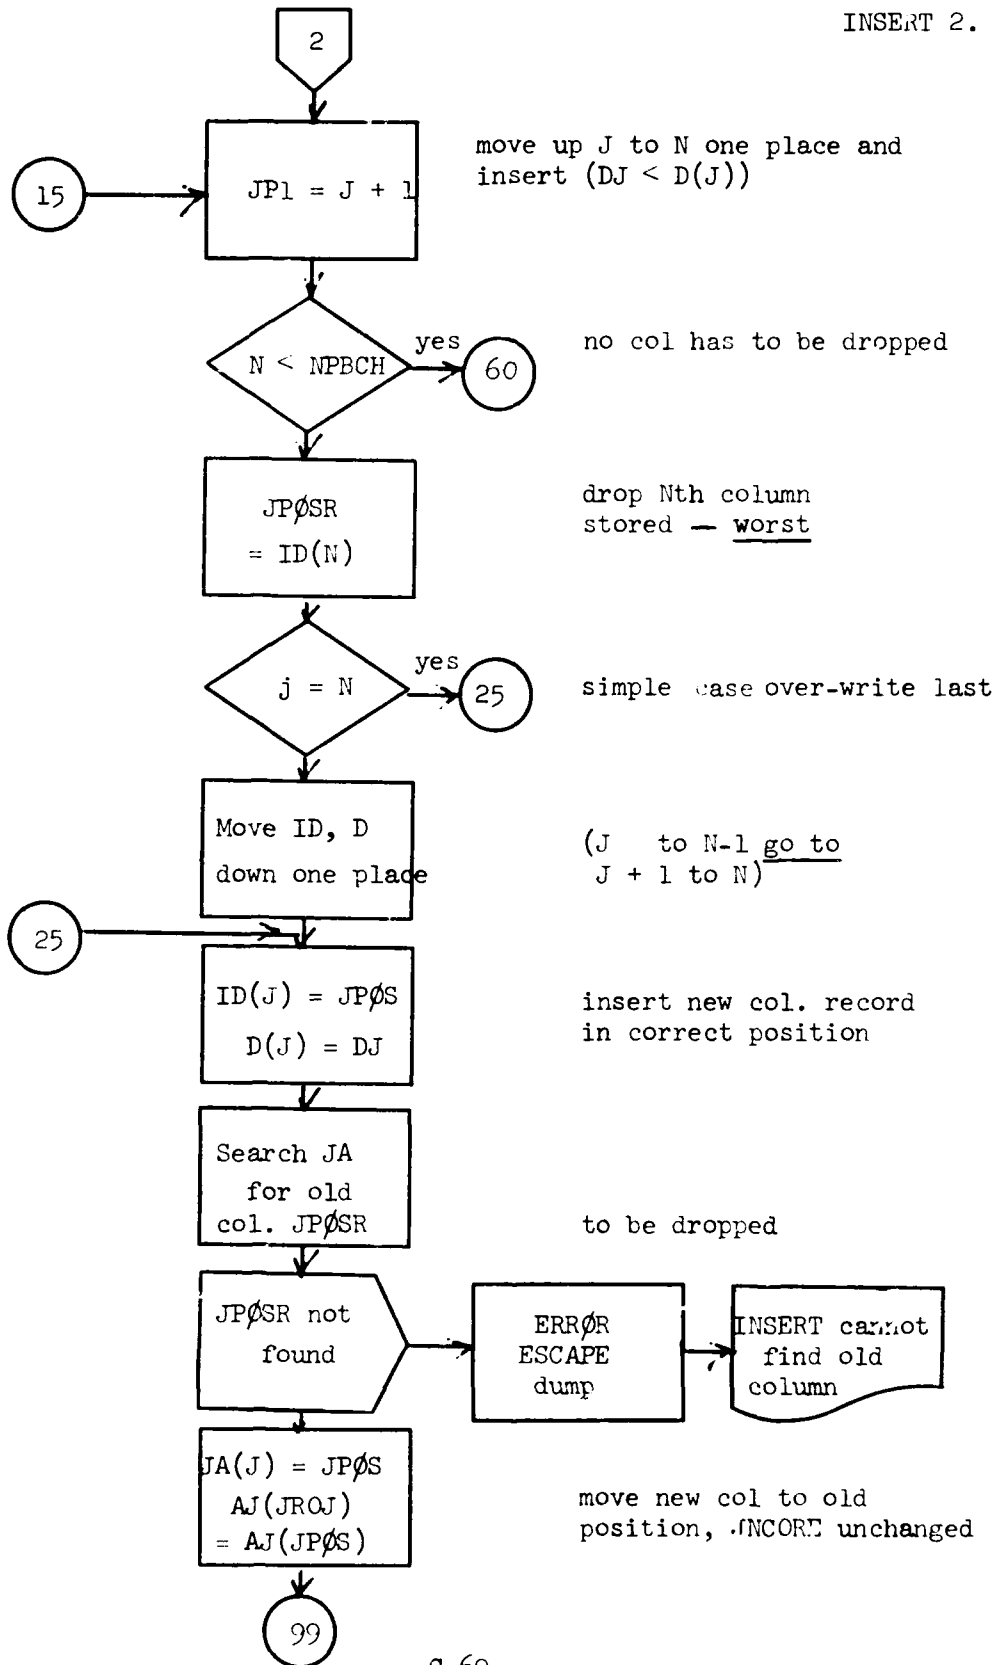 INSERT 2.
2
move up J to N one place and
insert (DJ < D(J))
15
JP1 = J + 1
N < NPBCH
yes
60
no col has to be dropped
JPØSR
= ID(N)
drop Nth column
stored — worst
j = N
yes
25
simple case over-write last
Move ID, D
down one place
(J to N-1 go to
J + 1 to N)
25
ID(J) = JPØS
D(J) = DJ
insert new col. record
in correct position
Search JA
for old
col. JPØSR
to be dropped
JPØSR not
found
ERRØR
ESCAPE
dump
INSERT cannot
find old
column
JA(J) = JPØS
AJ(JROJ)
= AJ(JPØS)
move new col to old
position, unchanged
99